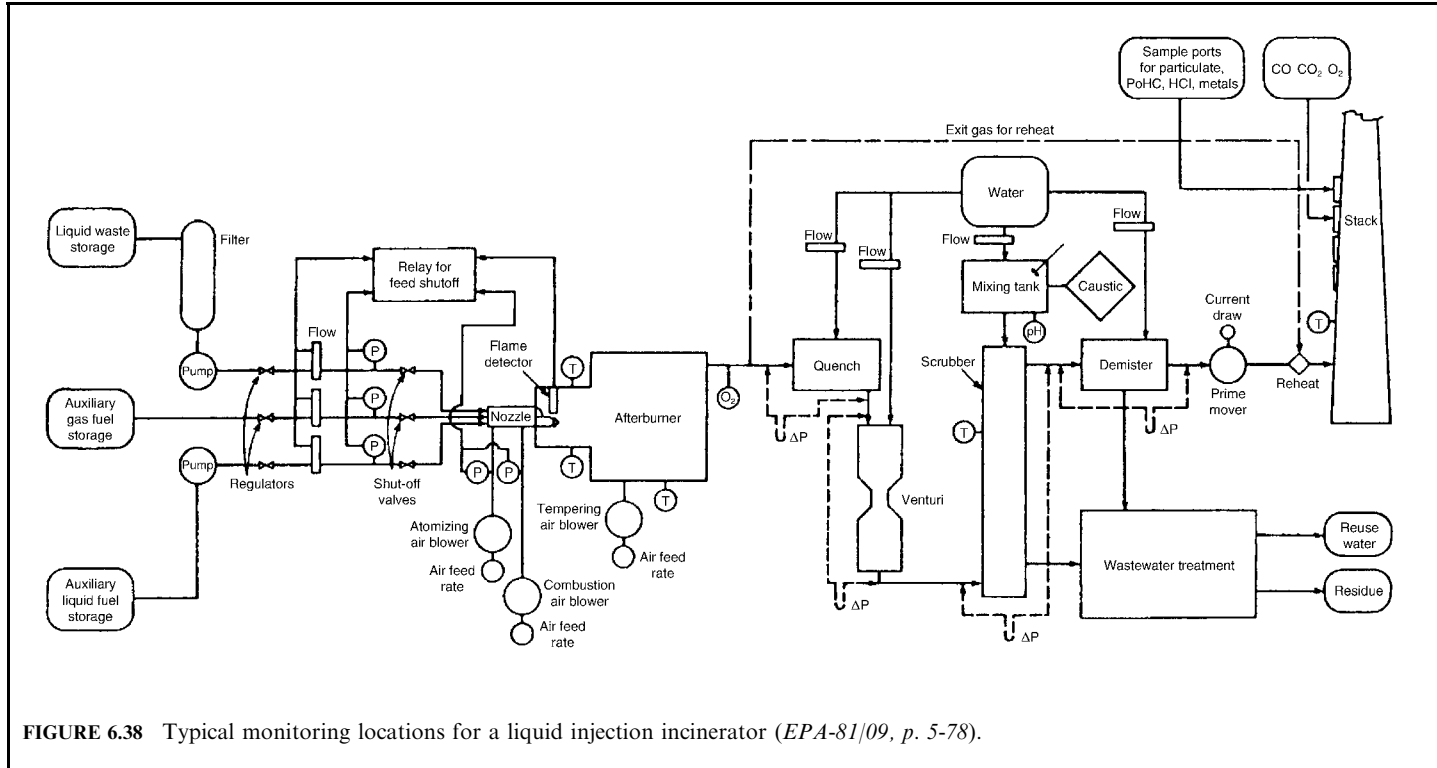 Sample ports
for particulate,
PoHC, HCl, metals
CO CO₂ O₂
Exit gas for reheat
Water
Stack
Liquid waste
storage
Filter
Relay for
feed shutoff
Flow
Flow
Flow
Flow
Mixing tank
Caustic
pH
Current
draw
T
Flow
P
Flame
detector
T
Pump
Quench
Scrubber
Demister
Reheat
Prime
mover
O₂
ΔP
ΔP
Auxiliary
gas fuel
storage
P
Nozzle
Afterburner
T
Pump
P
Regulators
Shut-off
valves
P
P
T
T
Tempering
air blower
Air feed
rate
Atomizing
air blower
Air feed
rate
Combustion
air blower
Air feed
rate
Venturi
ΔP
ΔP
Wastewater treatment
Reuse
water
Residue
Auxiliary
liquid fuel
storage
FIGURE 6.38 Typical monitoring locations for a liquid injection incinerator (EPA-81/09, p. 5-78).